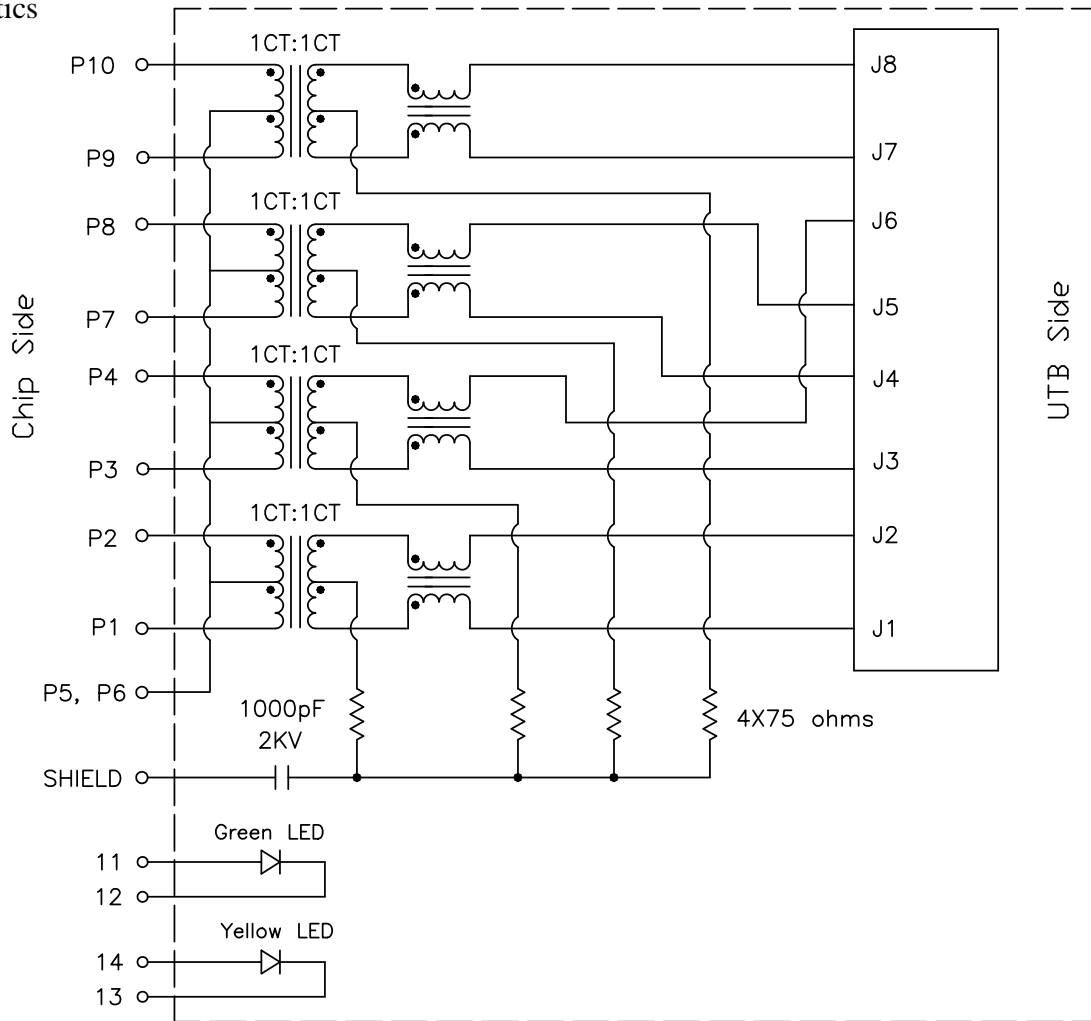 tics
1CT:1CT
P10
J8
P9
J7
1CT:1CT
P8
J6
J5
P7
1CT:1CT
P4
J4
P3
J3
1CT:1CT
P2
J2
P1
J1
P5, P6
1000pF
2KV
4X75 ohms
SHIELD
Green LED
11
12
Yellow LED
14
13
Chip Side
UTB Side